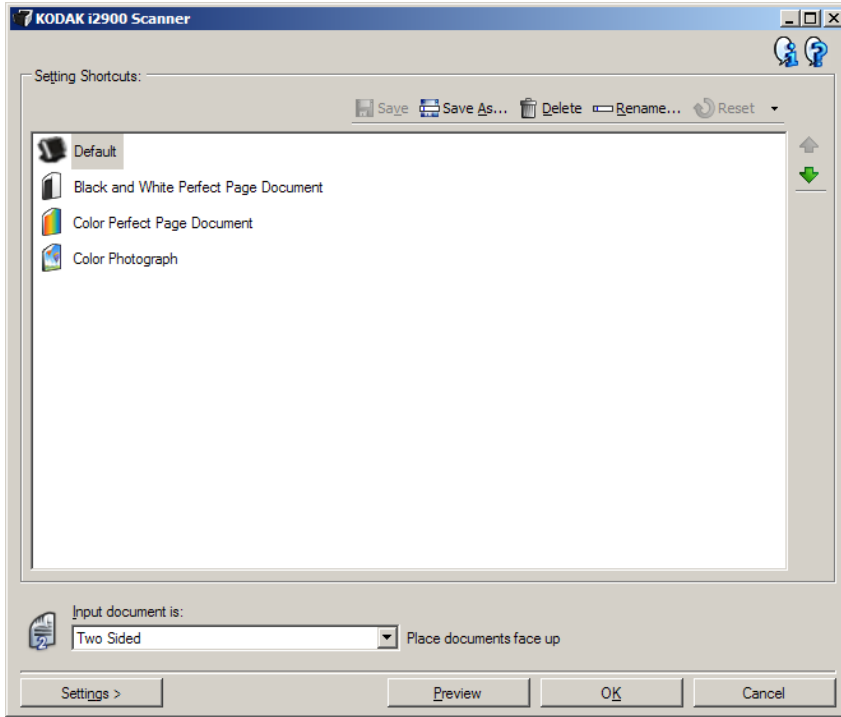 KODAK i2900 Scanner
Setting Shortcuts:
Save Save As... Delete Rename... Reset
Default
Black and White Perfect Page Document
Color Perfect Page Document
Color Photograph
Input document is:
Two Sided Place documents face up
Settings > Preview OK Cancel